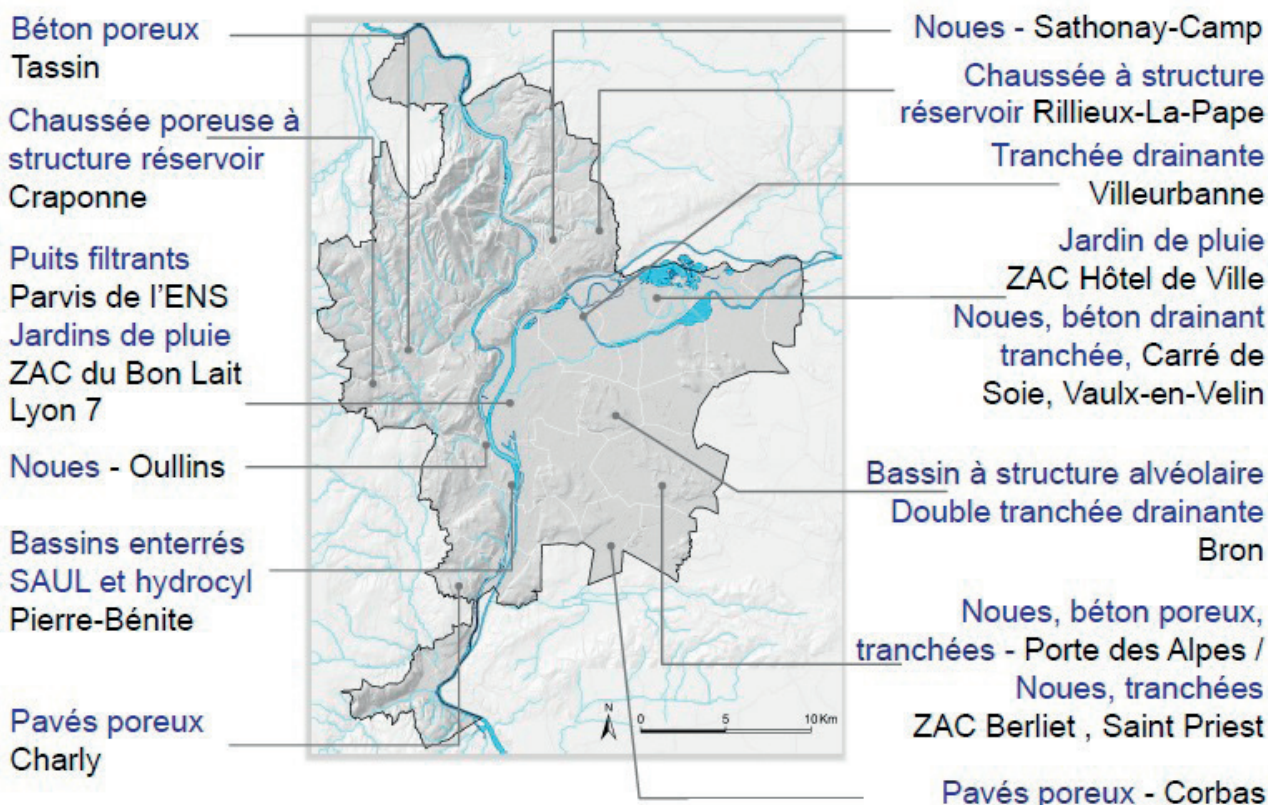 Béton poreux
Tassin
Chaussée poreuse à
structure réservoir
Craponne
Puits filtrants
Parvis de l'ENS
Jardins de pluie
ZAC du Bon Lait
Lyon 7
Noues - Oullins
Bassins enterrés
SAUL et hydrocyl
Pierre-Bénite
Pavés poreux
Charly
Noues - Sathonay-Camp
Chaussée à structure
réservoir Rillieux-La-Pape
Tranchée drainante
Villeurbanne
Jardin de pluie
ZAC Hôtel de Ville
Noues, béton drainant
tranchée, Carré de
Soie, Vaulx-en-Velin
Bassin à structure alvéolaire
Double tranchée drainante
Bron
Noues, béton poreux,
tranchées - Porte des Alpes /
Noues, tranchées
ZAC Berliet , Saint Priest
Pavés poreux - Corbas
N
0 5 10 Km